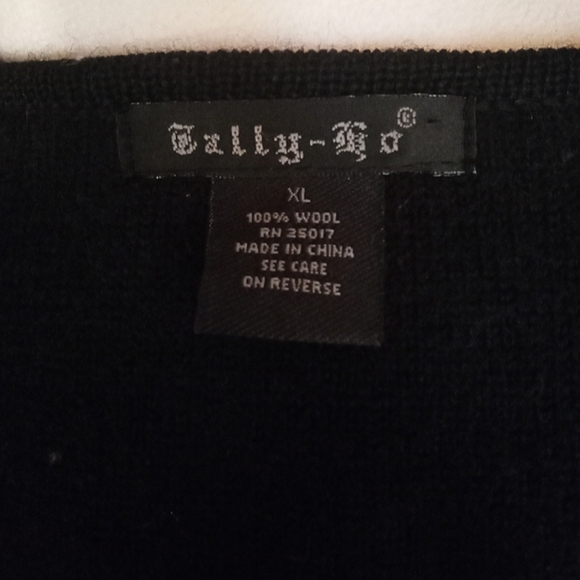 Tally-Ho®
XL
100% WOOL
RN 25017
MADE IN CHINA
SEE CARE
ON REVERSE